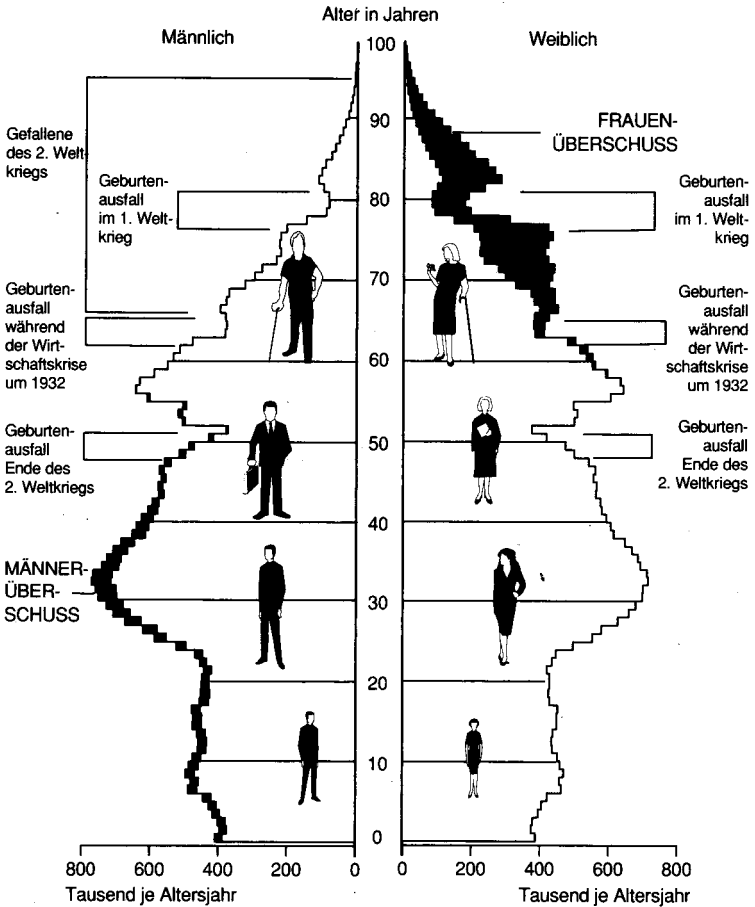 Alter in Jahren
Männlich
Weiblich
100
90
80
70
60
50
40
30
20
10
0
Gefallene
des 2. Welt
kriegs
Geburten-
ausfall
im 1. Welt-
krieg
Geburten-
ausfall
während
der Wirt-
schaftskrise
um 1932
Geburten-
ausfall
Ende des
2. Weltkriegs
MÄNNER-
ÜBER-
SCHUSS
FRAUEN-
ÜBERSCHUSS
Geburten-
ausfall
im 1. Welt-
krieg
Geburten-
ausfall
während
der Wirt-
schaftskrise
um 1932
Geburten-
ausfall
Ende des
2. Weltkriegs
800 600 400 200 0
0 200 400 600 800
Tausend je Altersjahr
Tausend je Altersjahr